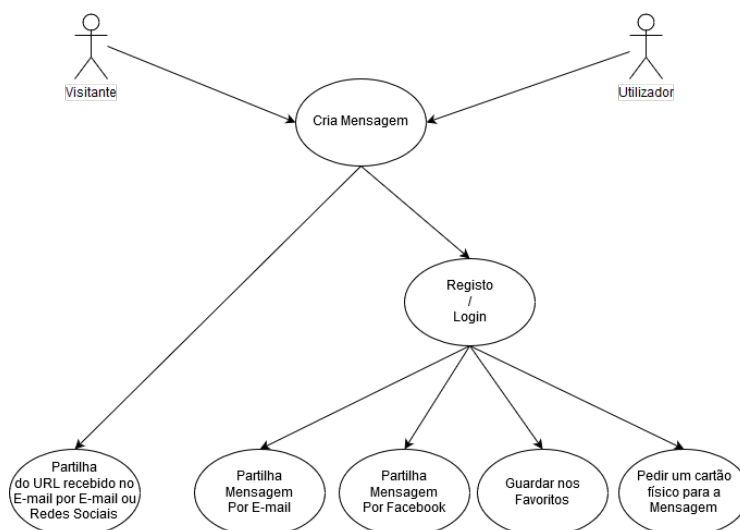 Visitante
Utilizador
Cria Mensagem
Registo
/
Login
Partilha
do URL recebido no
E-mail por E-mail ou
Redes Sociais
Partilha
Mensagem
Por E-mail
Partilha
Mensagem
Por Facebook
Guardar nos
Favoritos
Pedir um cartão
físico para a
Mensagem